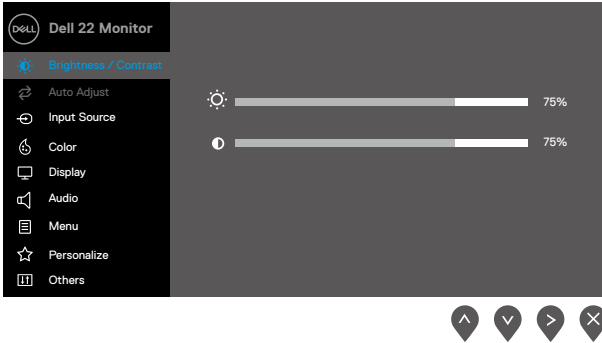 DELL Dell 22 Monitor
Brightness / Contrast
Auto Adjust
Input Source
Color
Display
Audio
Menu
Personalize
Others
75%
75%